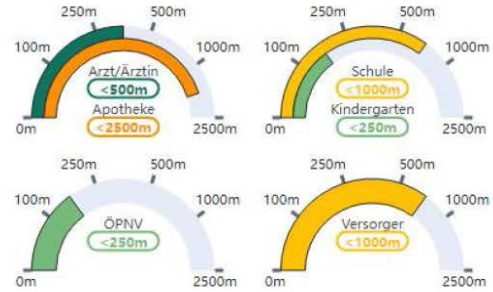 250m 500m
100m 1000m
Arzt/Ärztin
<500m
Apotheke
<2500m
0m 2500m
250m 500m
100m 1000m
Schule
<1000m
Kindergarten
<250m
0m 2500m
250m 500m
100m 1000m
ÖPNV
<250m
0m 2500m
250m 500m
100m 1000m
Versorger
<1000m
0m 2500m